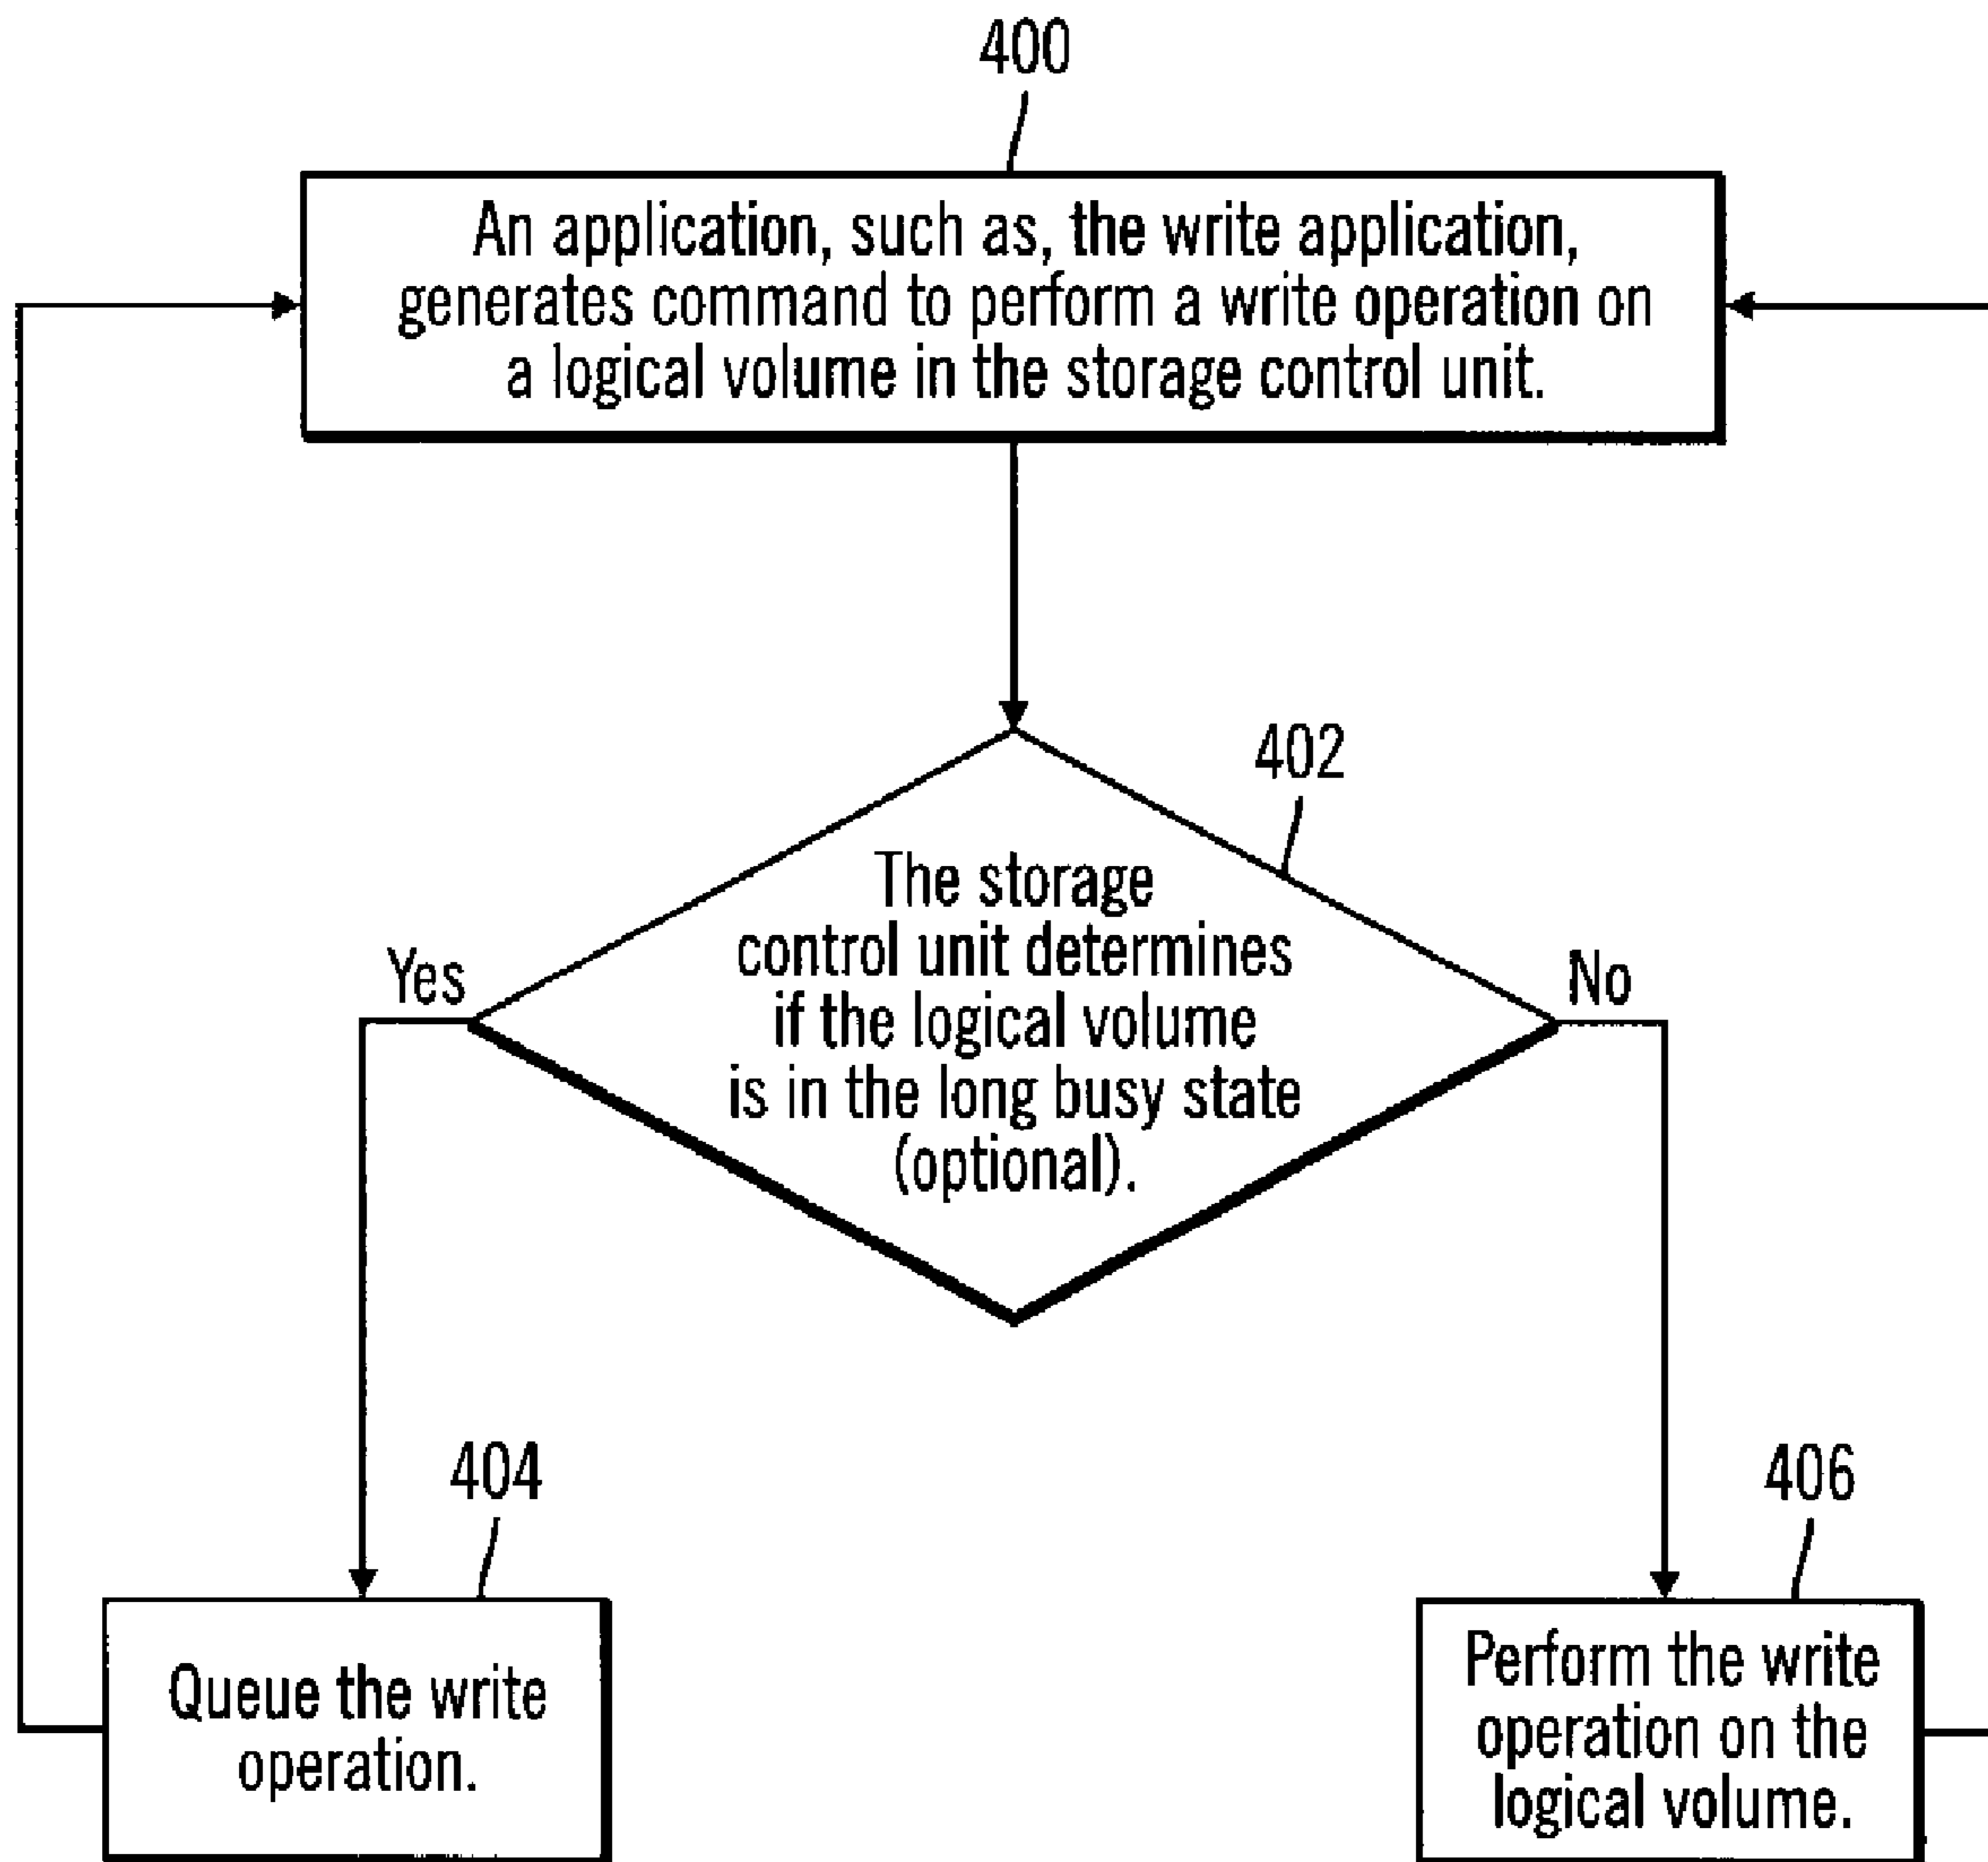 400
An application, such as, the write application,
generates command to perform a write operation on
a logical volume in the storage control unit.
402
The storage
control unit determines
if the logical volume
is in the long busy state
(optional).
Yes
No
404
Queue the write
operation.
406
Perform the write
operation on the
logical volume.